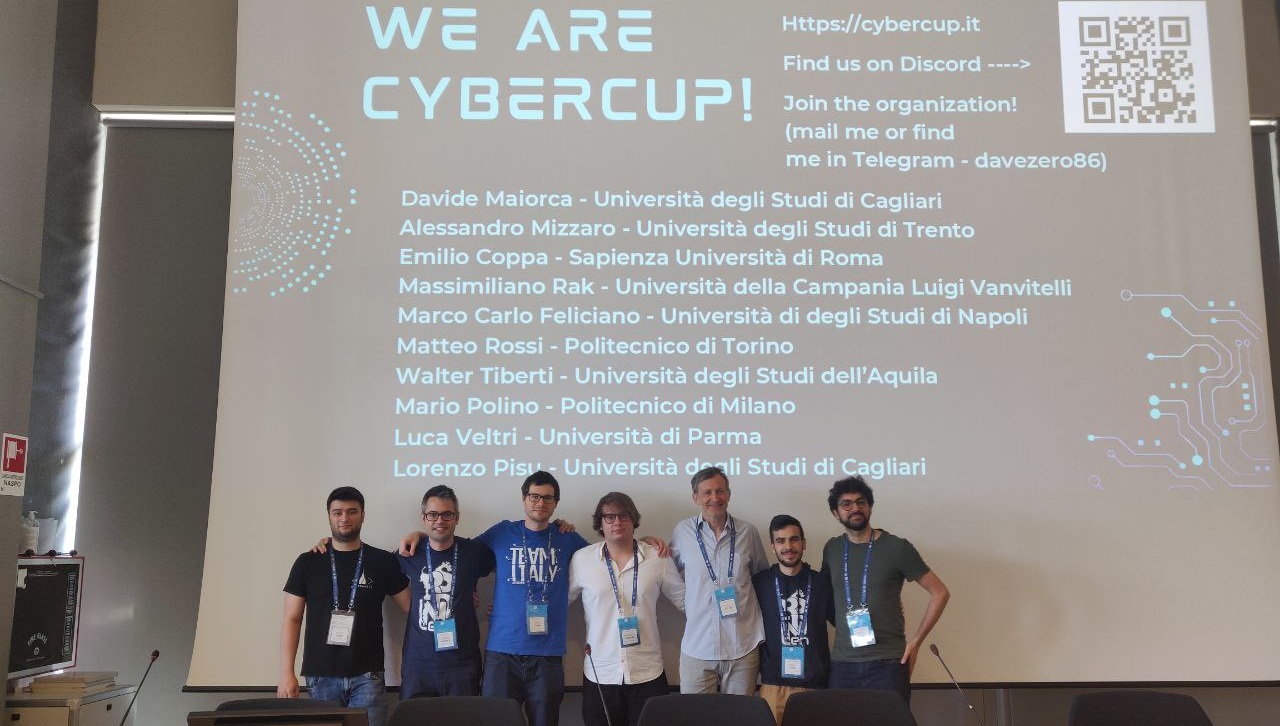 WE ARE
CYBERCUP!
Https://cybercup.it
Find us on Discord ---->
Join the organization!
(mail me or find
me in Telegram - davezero86)
Davide Maiorca - Università degli Studi di Cagliari
Alessandro Mizzaro - Università degli Studi di Trento
Emilio Coppa - Sapienza Università di Roma
Massimiliano Rak - Università della Campania Luigi Vanvitelli
Marco Carlo Feliciano - Università di degli Studi di Napoli
Matteo Rossi - Politecnico di Torino
Walter Tiberti - Università degli Studi dell'Aquila
Mario Polino - Politecnico di Milano
Luca Veltri - Università di Parma
Lorenzo Pisu - Università degli Studi di Cagliari
NASPO
TEAM
ITALY